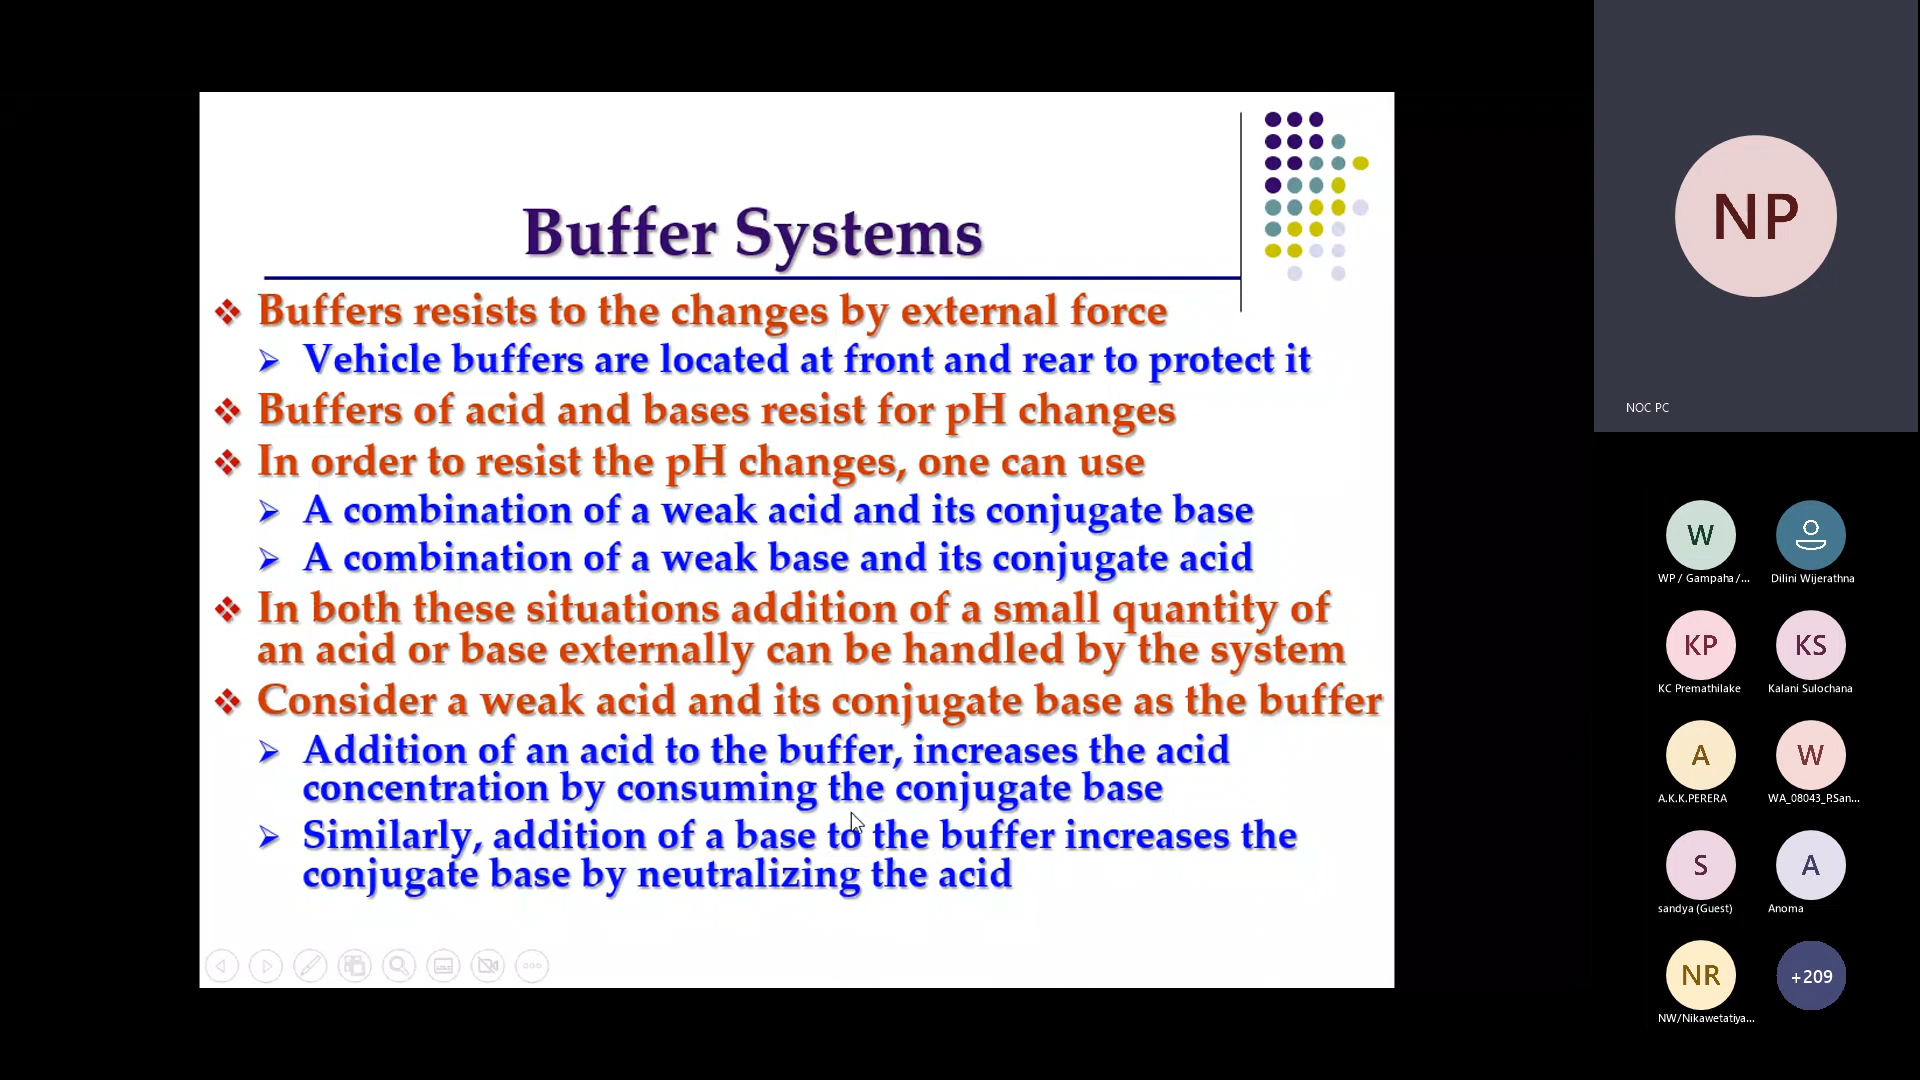 Buffer Systems
Buffers resists to the changes by external force
Vehicle buffers are located at front and rear to protect it
Buffers of acid and bases resist for pH changes
In order to resist the pH changes, one can use
A combination of a weak acid and its conjugate base
A combination of a weak base and its conjugate acid
In both these situations addition of a small quantity of
an acid or base externally can be handled by the system
Consider a weak acid and its conjugate base as the buffer
Addition of an acid to the buffer, increases the acid
concentration by consuming the conjugate base
Similarly, addition of a base to the buffer increases the
conjugate base by neutralizing the acid
NP
NOC PC
W
WP / Gampaha /...
Dilini Wijerathna
KP
KS
KC Premathilake
Kalani Sulochana
A
W
A.K.K.PERERA
WA_08043_P.San...
S
A
sandya (Guest)
Anoma
NR
+209
NW/Nikawetatiya...